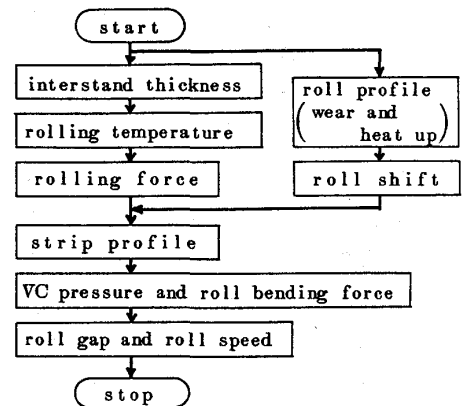 start
interstand thickness
rolling temperature
rolling force
roll profile
(wear and
heat up)
roll shift
strip profile
VC pressure and roll bending force
roll gap and roll speed
stop